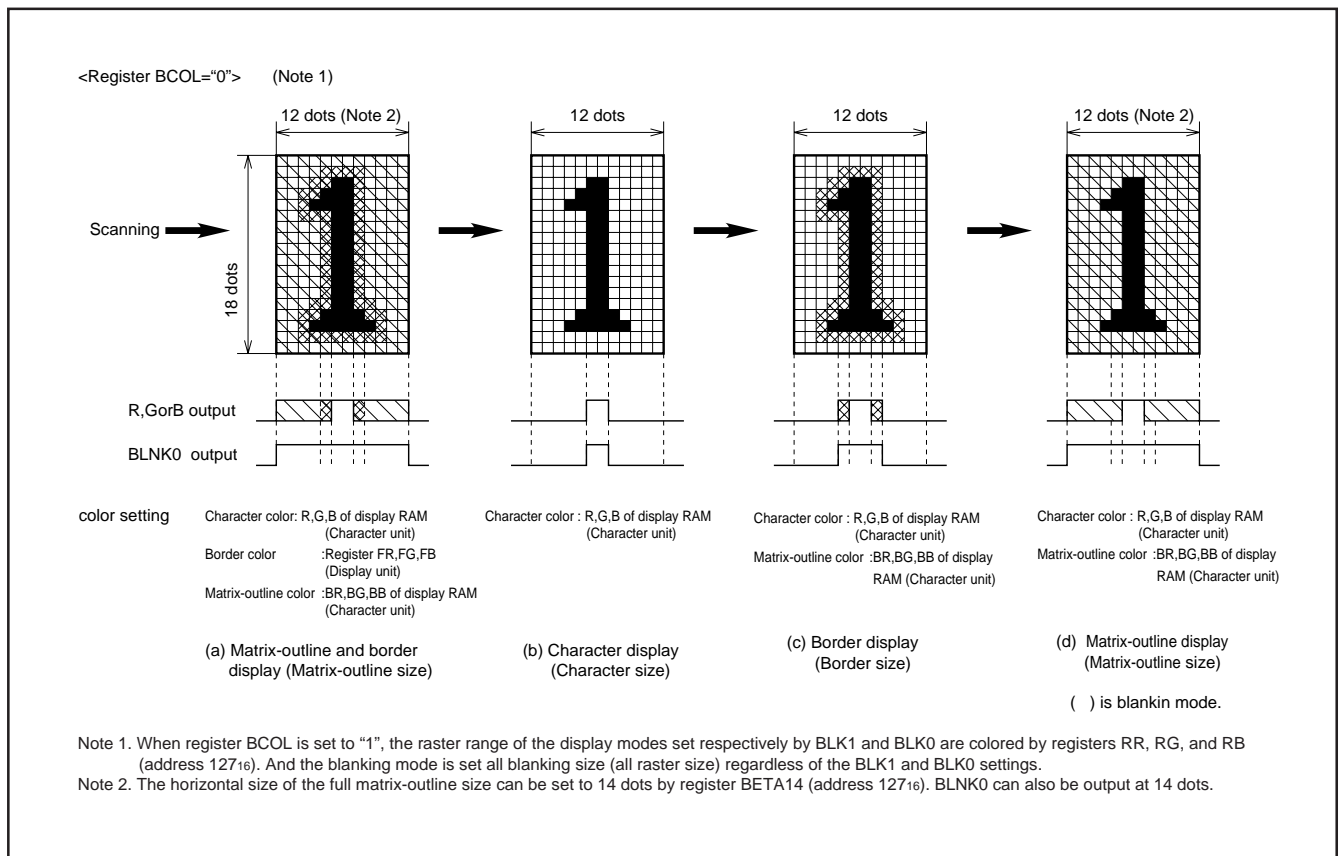 <Register BCOL=“0”> (Note 1)
12 dots (Note 2)
12 dots
12 dots
12 dots (Note 2)
Scanning
18 dots
R,GorB output
BLNK0 output
color setting
Character color: R,G,B of display RAM
(Character unit)
Border color :Register FR,FG,FB
(Display unit)
Matrix-outline color :BR,BG,BB of display RAM
(Character unit)
(a) Matrix-outline and border
display (Matrix-outline size)
Character color : R,G,B of display RAM
(Character unit)
(b) Character display
(Character size)
Character color : R,G,B of display RAM
(Character unit)
Matrix-outline color :BR,BG,BB of display
RAM (Character unit)
(c) Border display
(Border size)
Character color : R,G,B of display RAM
(Character unit)
Matrix-outline color :BR,BG,BB of display
RAM (Character unit)
(d) Matrix-outline display
(Matrix-outline size)
( ) is blankin mode.
Note 1. When register BCOL is set to “1”, the raster range of the display modes set respectively by BLK1 and BLK0 are colored by registers RR, RG, and RB
(address 12716). And the blanking mode is set all blanking size (all raster size) regardless of the BLK1 and BLK0 settings.
Note 2. The horizontal size of the full matrix-outline size can be set to 14 dots by register BETA14 (address 12716). BLNK0 can also be output at 14 dots.